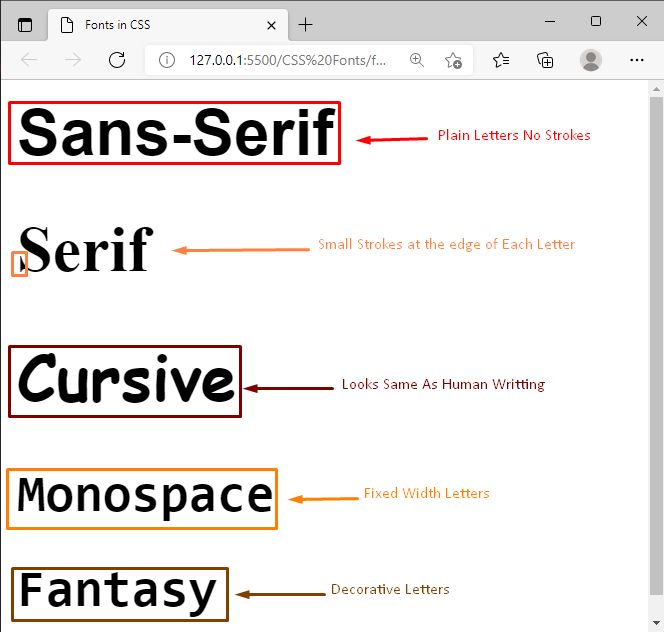 Fonts in CSS
127.0.0.1:5500/CSS%20Fonts/f...
Sans-Serif
Plain Letters No Strokes
Serif
Small Strokes at the edge of Each Letter
Cursive
Looks Same As Human Writting
Monospace
Fixed Width Letters
Fantasy
Decorative Letters